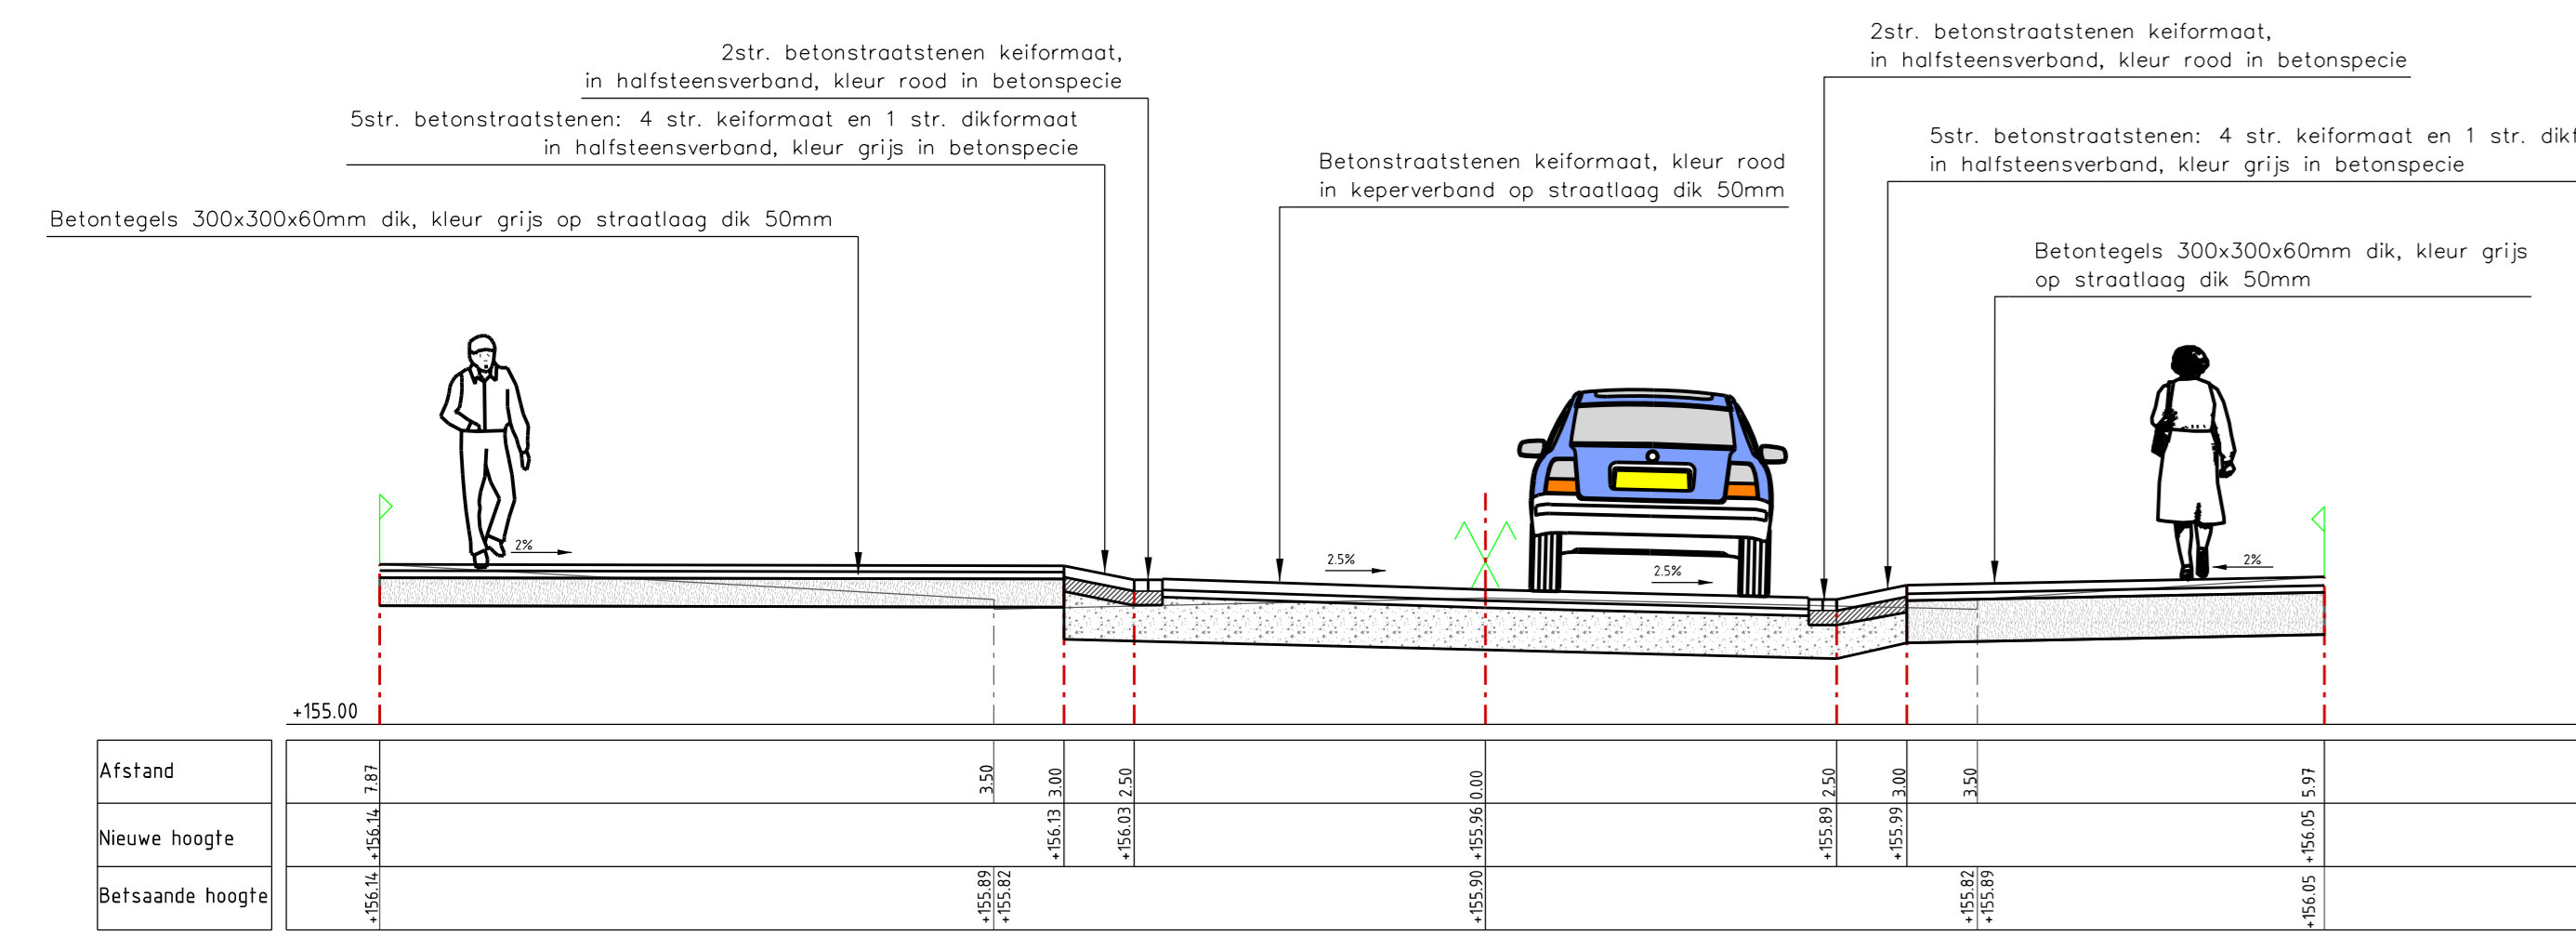 2str. betonstraatstenen keiformaat,
in halfsteensverband, kleur rood in betonspecie
5str. betonstraatstenen: 4 str. keiformaat en 1 str. dikformaat
in halfsteensverband, kleur grijs in betonspecie
Betontegels 300x300x60mm dik, kleur grijs op straatlaag dik 50mm
Betonstraatstenen keiformaat, kleur rood
in keperverband op straatlaag dik 50mm
2str. betonstraatstenen keiformaat,
in halfsteensverband, kleur rood in betonspecie
5str. betonstraatstenen: 4 str. keiformaat en 1 str.
in halfsteensverband, kleur grijs in betonspecie
Betontegels 300x300x60mm dik, kleur grijs
op straatlaag dik 50mm
2%
2.5%
2.5%
2%
+155.00
Afstand 7.87 3.50 3.00 2.50 0.00 2.50 3.00 3.50 5.97
Nieuwe hoogte +156.14 +156.13 +156.03 +155.96 +155.89 +155.99 +156.05
Betsaande hoogte +156.14 +155.89 +155.82 +155.90 +155.82 +155.89 +156.05